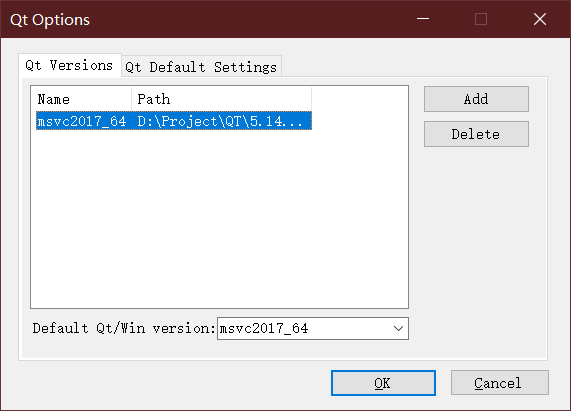 Qt Options
Qt Versions Qt Default Settings
Name Path
msvc2017_64 D:\Project\QT\5.14...
Add
Delete
Default Qt/Win version: msvc2017_64
OK Cancel